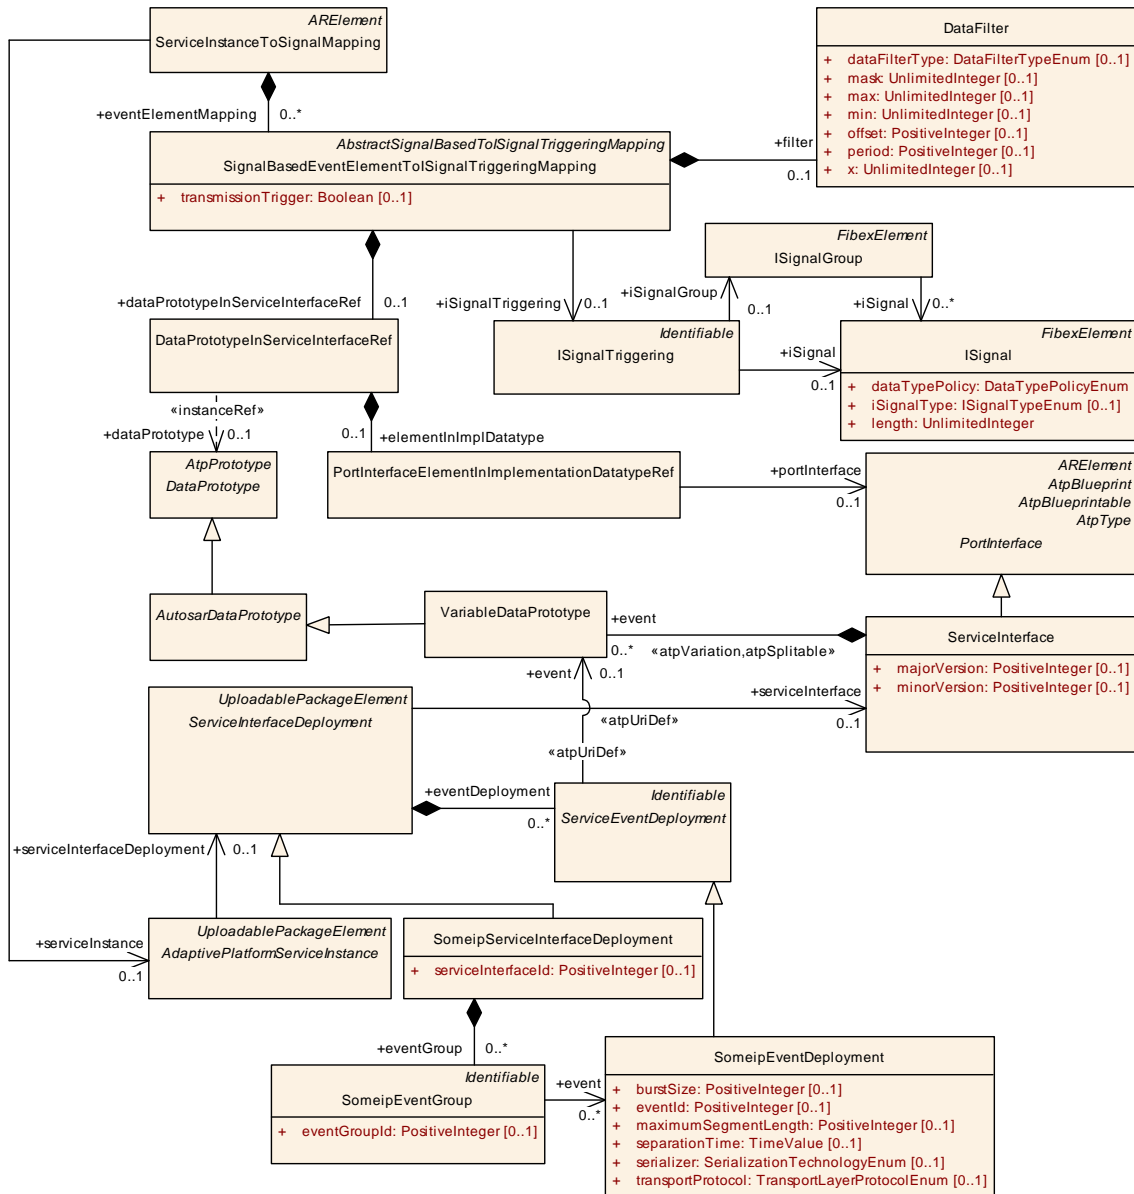 ARElement
ServiceInstanceToSignalMapping
DataFilter
+ dataFilterType: DataFilterTypeEnum [0..1]
+ mask: UnlimitedInteger [0..1]
+ max: UnlimitedInteger [0..1]
+ min: UnlimitedInteger [0..1]
+ offset: PositiveInteger [0..1]
+ period: PositiveInteger [0..1]
+ x: UnlimitedInteger [0..1]
+eventElementMapping 0..*
AbstractSignalBasedToISignalTriggeringMapping
SignalBasedEventElementToISignalTriggeringMapping
+ transmissionTrigger: Boolean [0..1]
+filter
0..1
FibexElement
ISignalGroup
+dataPrototypeInServiceInterfaceRef 0..1
+iSignalTriggering 0..1
+iSignalGroup
0..1
+iSignal 0..*
DataPrototypeInServiceInterfaceRef
Identifiable
ISignalTriggering
+iSignal
0..1
FibexElement
ISignal
+ dataTypePolicy: DataTypePolicyEnum
+ iSignalType: ISignalTypeEnum [0..1]
+ length: UnlimitedInteger
«instanceRef»
+dataPrototype 0..1
0..1 +elementInImplDatatype
AtpPrototype
DataPrototype
PortInterfaceElementInImplementationDatatypeRef
+portInterface
0..1
ARElement
AtpBlueprint
AtpBlueprintable
AtpType
PortInterface
AutosarDataPrototype
VariableDataPrototype
+event
0..*
«atpVariation,atpSplitable»
ServiceInterface
+ majorVersion: PositiveInteger [0..1]
+ minorVersion: PositiveInteger [0..1]
+event 0..1
UploadablePackageElement
ServiceInterfaceDeployment
+serviceInterface
0..1
«atpUriDef»
«atpUriDef»
+eventDeployment
0..*
Identifiable
ServiceEventDeployment
+serviceInterfaceDeployment 0..1
+serviceInstance
0..1
UploadablePackageElement
AdaptivePlatformServiceInstance
SomeipServiceInterfaceDeployment
+ serviceInterfaceId: PositiveInteger [0..1]
+eventGroup 0..*
Identifiable
SomeipEventGroup
+ eventGroupId: PositiveInteger [0..1]
+event
0..*
SomeipEventDeployment
+ burstSize: PositiveInteger [0..1]
+ eventId: PositiveInteger [0..1]
+ maximumSegmentLength: PositiveInteger [0..1]
+ separationTime: TimeValue [0..1]
+ serializer: SerializationTechnologyEnum [0..1]
+ transportProtocol: TransportLayerProtocolEnum [0..1]